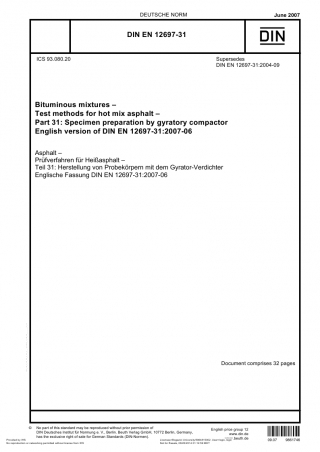 DEUTSCHE NORM
June 2007
DIN EN 12697-31
DIN
ICS 93.080.20
Supersedes
DIN EN 12697-31:2004-09
Bituminous mixtures –
Test methods for hot mix asphalt –
Part 31: Specimen preparation by gyratory compactor
English version of DIN EN 12697-31:2007-06
Asphalt –
Prüfverfahren für Heißasphalt –
Teil 31: Herstellung von Probekörpern mit dem Gyrator-Verdichter
Englische Fassung DIN EN 12697-31:2007-06
Document comprises 32 pages
© No part of this standard may be reproduced without prior permission of
DIN Deutsches Institut für Normung e. V., Berlin. Beuth Verlag GmbH, 10772 Berlin, Germany,
has the exclusive right of sale for German Standards (DIN-Normen).
English price group 12
www.din.de
beuth.de